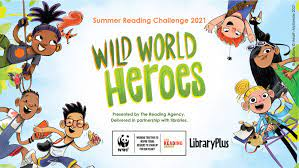 Summer Reading Challenge 2021
WILD WORLD
HEROES
Presented by the Reading Agency.
Delivered in partnership with libraries.
WWF
READING
LibraryPlus